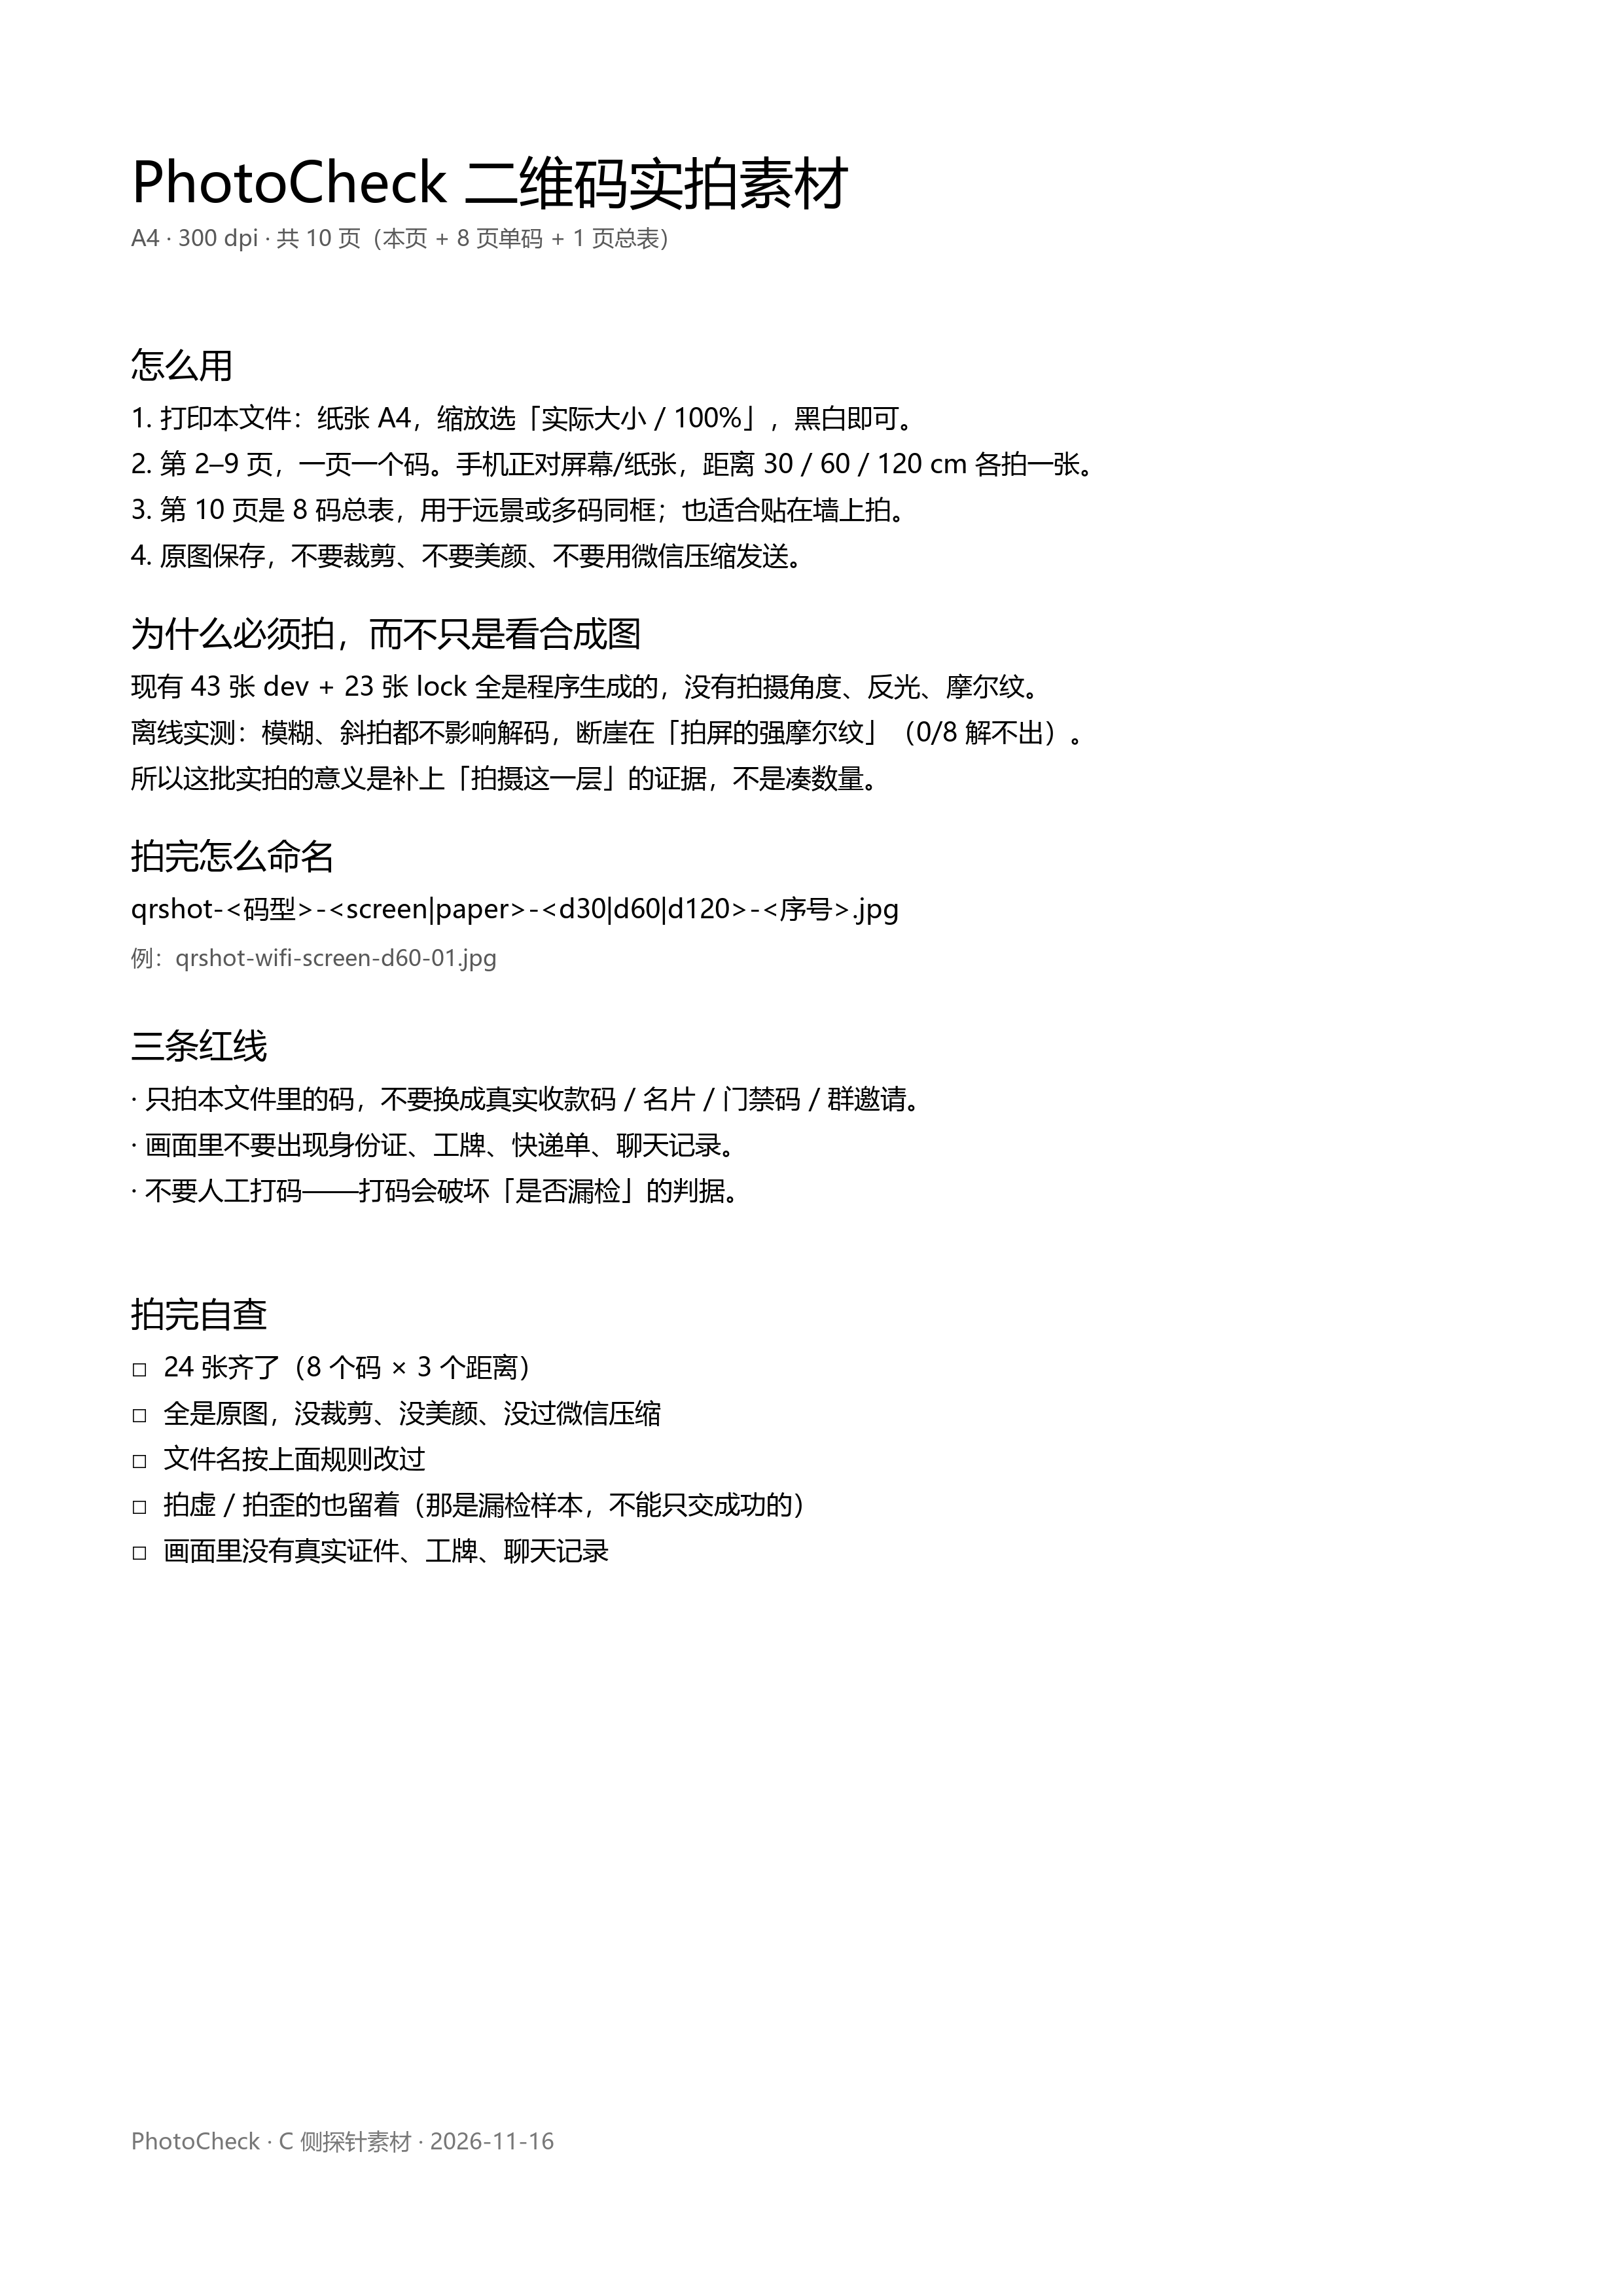 PhotoCheck 二维码实拍素材
A4 · 300 dpi · 共 10 页（本页 + 8 页单码 + 1 页总表）
怎么用
1. 打印本文件：纸张 A4，缩放选「实际大小 / 100%」，黑白即可。
2. 第 2–9 页，一页一个码。手机正对屏幕/纸张，距离 30 / 60 / 120 cm 各拍一张。
3. 第 10 页是 8 码总表，用于远景或多码同框；也适合贴在墙上拍。
4. 原图保存，不要裁剪、不要美颜、不要用微信压缩发送。
为什么必须拍，而不只是看合成图
现有 43 张 dev + 23 张 lock 全是程序生成的，没有拍摄角度、反光、摩尔纹。
离线实测：模糊、斜拍都不影响解码，断崖在「拍屏的强摩尔纹」（0/8 解不出）。
所以这批实拍的意义是补上「拍摄这一层」的证据，不是凑数量。
拍完怎么命名
qrshot-<码型>-<screen|paper>-<d30|d60|d120>-<序号>.jpg
例：qrshot-wifi-screen-d60-01.jpg
三条红线
· 只拍本文件里的码，不要换成真实收款码 / 名片 / 门禁码 / 群邀请。
· 画面里不要出现身份证、工牌、快递单、聊天记录。
· 不要人工打码——打码会破坏「是否漏检」的判据。
拍完自查
□ 24 张齐了（8 个码 × 3 个距离）
□ 全是原图，没裁剪、没美颜、没过微信压缩
□ 文件名按上面规则改过
□ 拍虚 / 拍歪的也留着（那是漏检样本，不能只交成功的）
□ 画面里没有真实证件、工牌、聊天记录
PhotoCheck · C 侧探针素材 · 2026-11-16